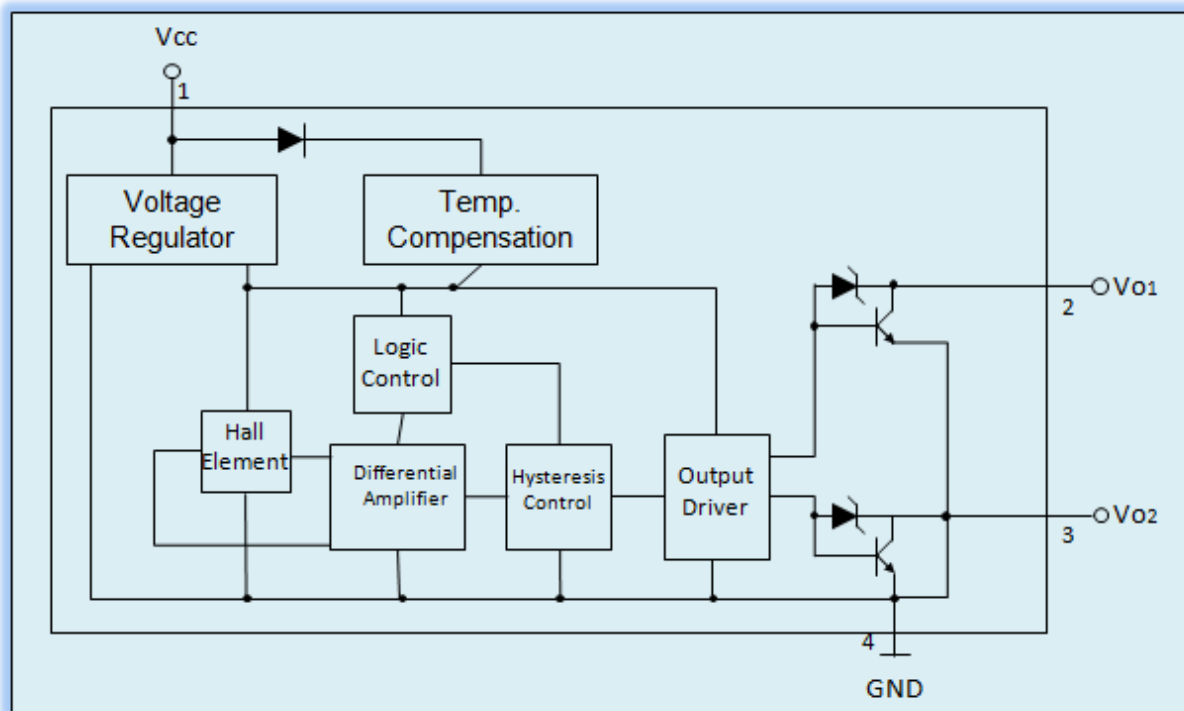 Vcc
1
Voltage
Regulator
Temp.
Compensation
2
Vo1
Logic
Control
Hall
Element
Differential
Amplifier
Hysteresis
Control
Output
Driver
3
Vo2
4
GND